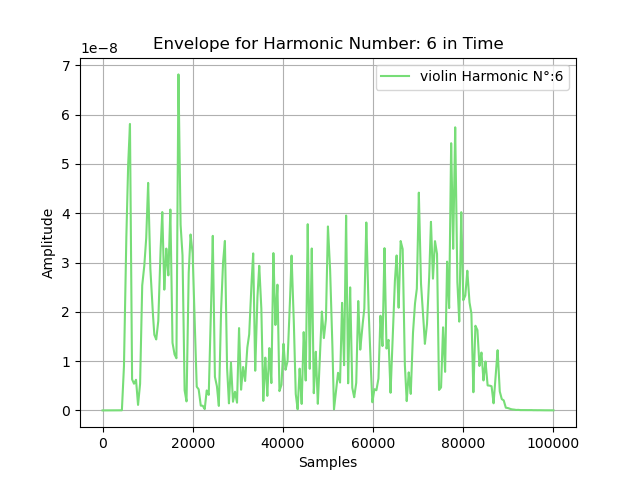 Envelope for Harmonic Number: 6 in Time
1e−8
violin Harmonic N°:6
7
6
5
4
3
2
1
0
Amplitude
0 20000 40000 60000 80000 100000
Samples